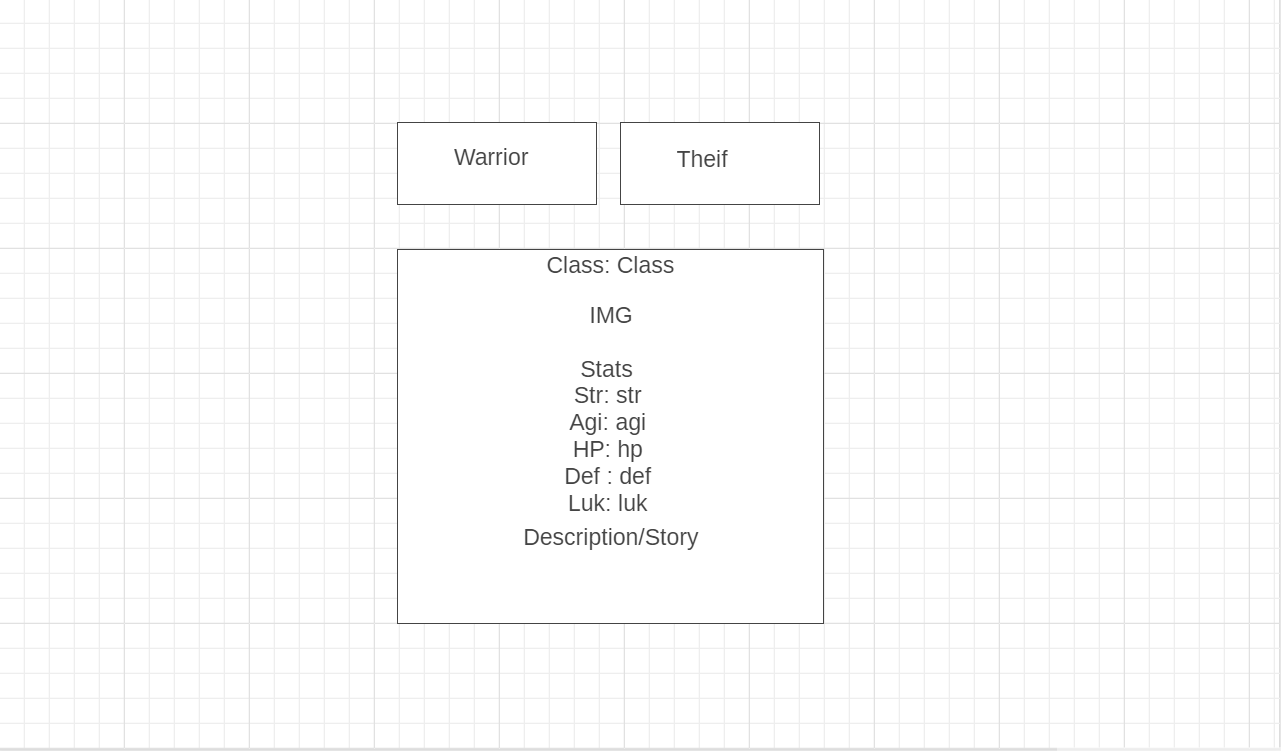 Warrior
Theif
Class: Class
IMG
Stats
Str: str
Agi: agi
HP: hp
Def : def
Luk: luk
Description/Story